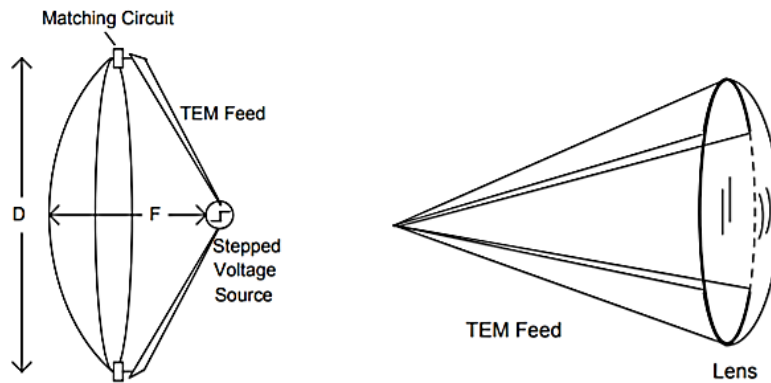 Matching Circuit
TEM Feed
D
F
Stepped
Voltage
Source
TEM Feed
Lens